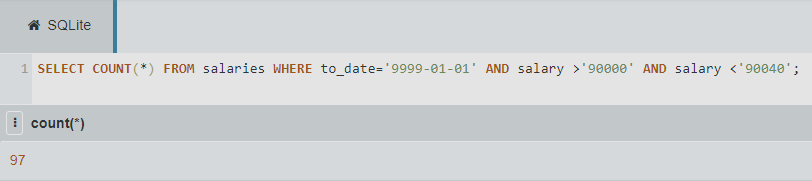 SQLite
1 SELECT COUNT(*) FROM salaries WHERE to_date='9999-01-01' AND salary >'90000' AND salary <'90040';
count(*)
97